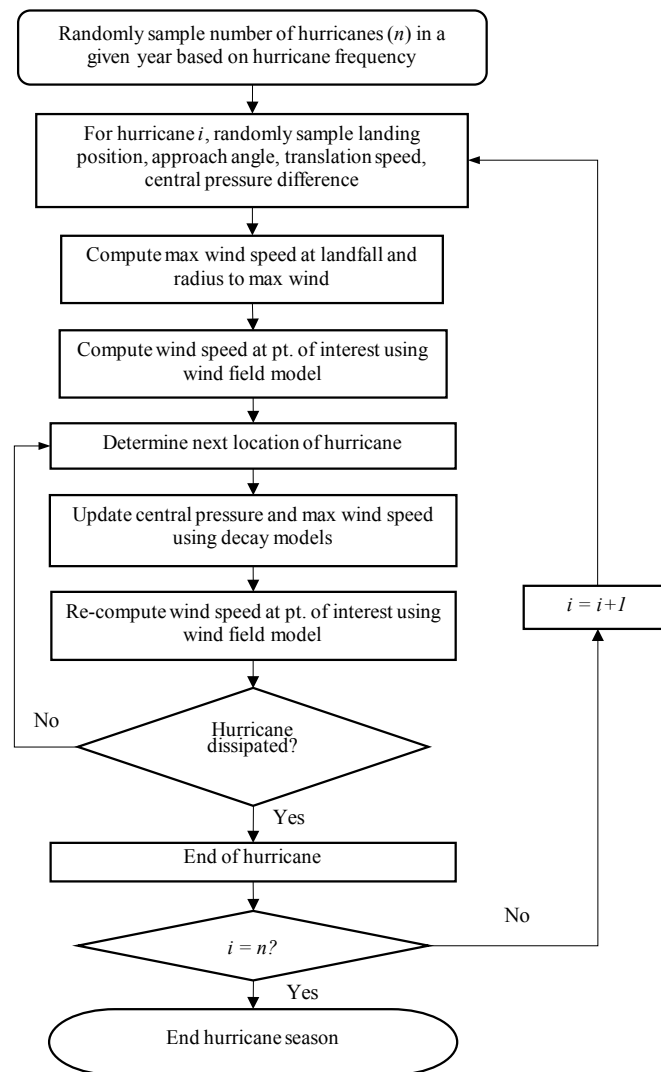 Randomly sample number of hurricanes (n) in a
given year based on hurricane frequency
For hurricane i, randomly sample landing
position, approach angle, translation speed,
central pressure difference
Compute max wind speed at landfall and
radius to max wind
Compute wind speed at pt. of interest using
wind field model
Determine next location of hurricane
Update central pressure and max wind speed
using decay models
Re-compute wind speed at pt. of interest using
wind field model
i = i+1
No
Hurricane
dissipated?
Yes
End of hurricane
No
i = n?
Yes
End hurricane season